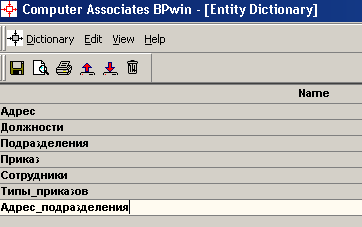 Computer Associates BPwin - [Entity Dictionary]
Dictionary Edit View Help
Name
Адрес
Должности
Подразделения
Приказ
Сотрудники
Типы_приказов
Адрес_подразделения